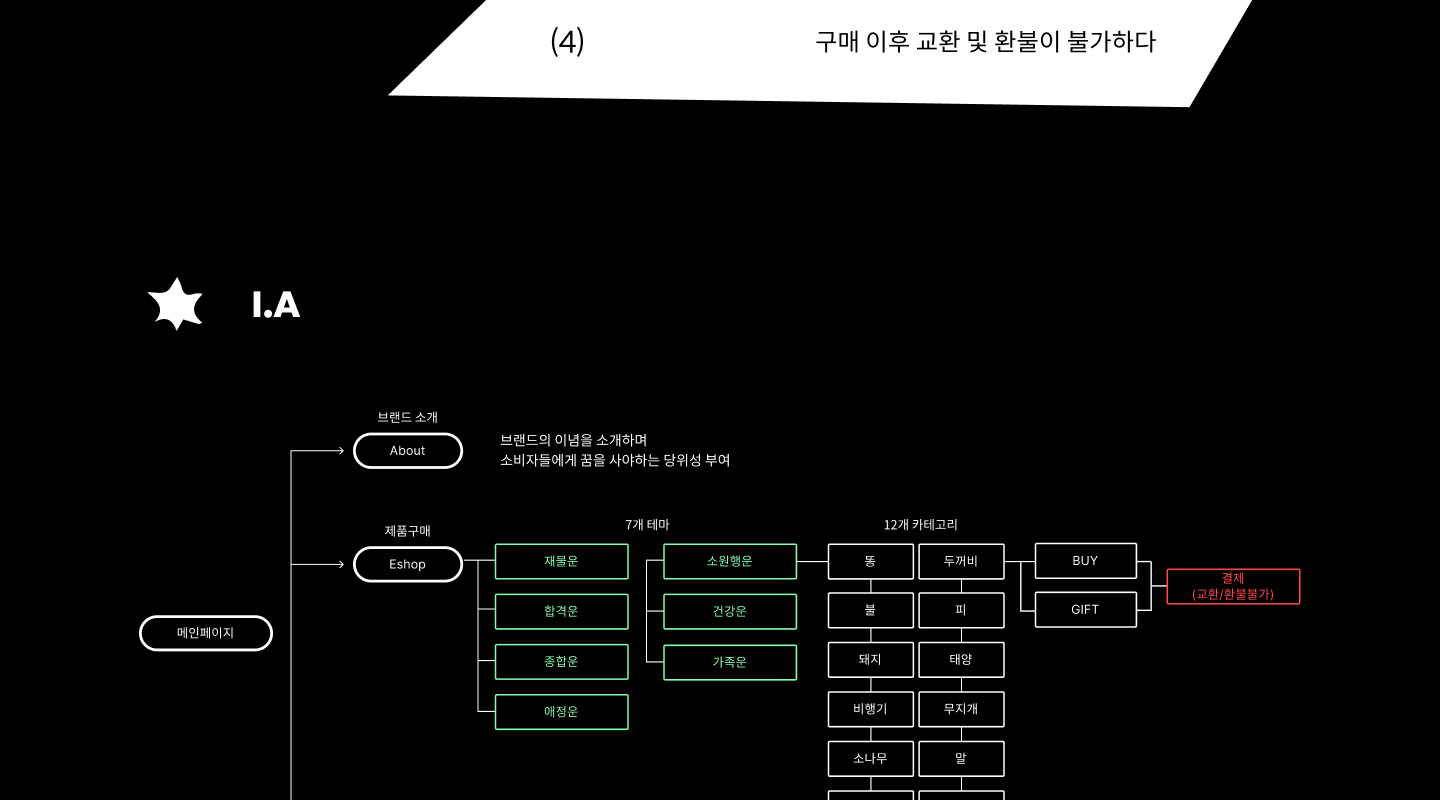 (4) 구매 이후 교환 및 환불이 불가하다
I.A
브랜드 소개
About
브랜드의 이념을 소개하며
소비자들에게 꿈을 사야하는 당위성 부여
제품구매
Eshop
메인페이지
7개 테마
재물운
합격운
종합운
애정운
소원행운
건강운
가족운
12개 카테고리
똥
불
돼지
비행기
소나무
두꺼비
피
태양
무지개
말
BUY
GIFT
결제
(교환/환불불가)